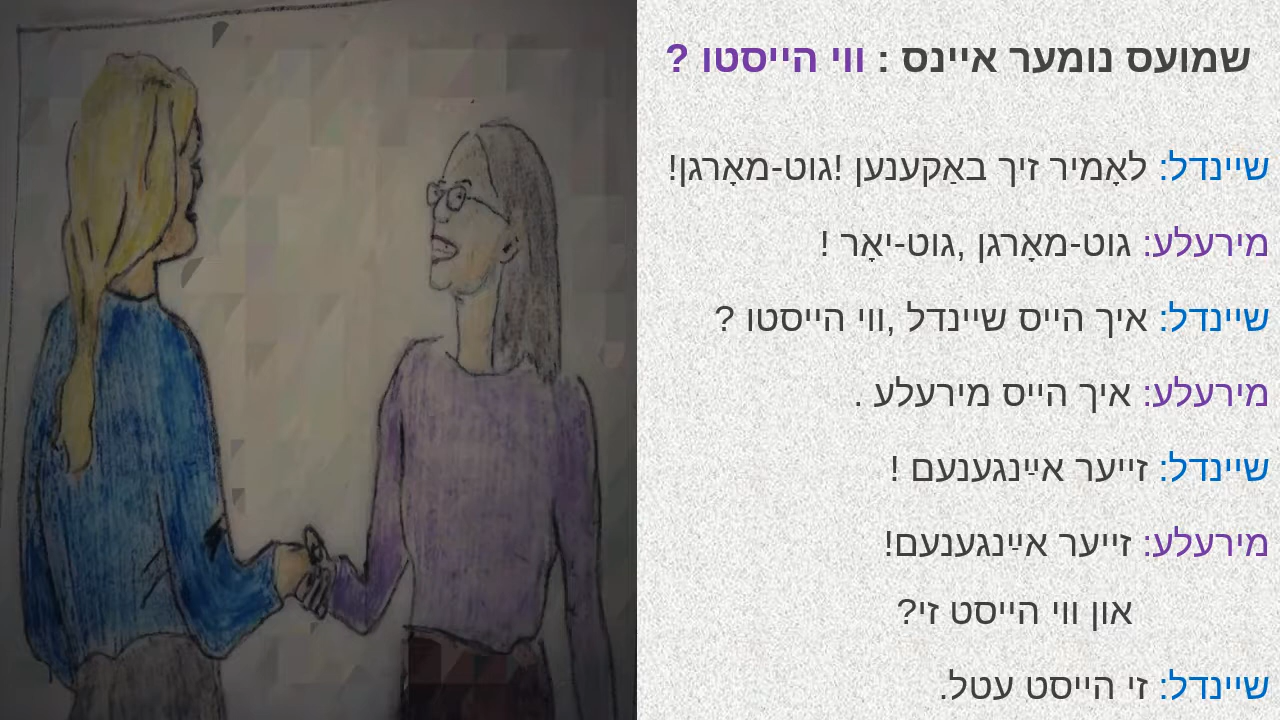 שמועס נומער איינס : ווי הייסטו ?
שיינדל: לאָמיר זיך באַקענען !גוט-מאָרגן!
מירעלע: גוט-מאָרגן ,גוט-יאָר !
שיינדל: איך הייס שיינדל ,ווי הייסטו ?
מירעלע: איך הייס מירעלע .
שיינדל: זייער אײַנגענעם !
מירעלע: זייער אײַנגענעם!
און ווי הייסט זי?
שיינדל: זי הייסט עטל.